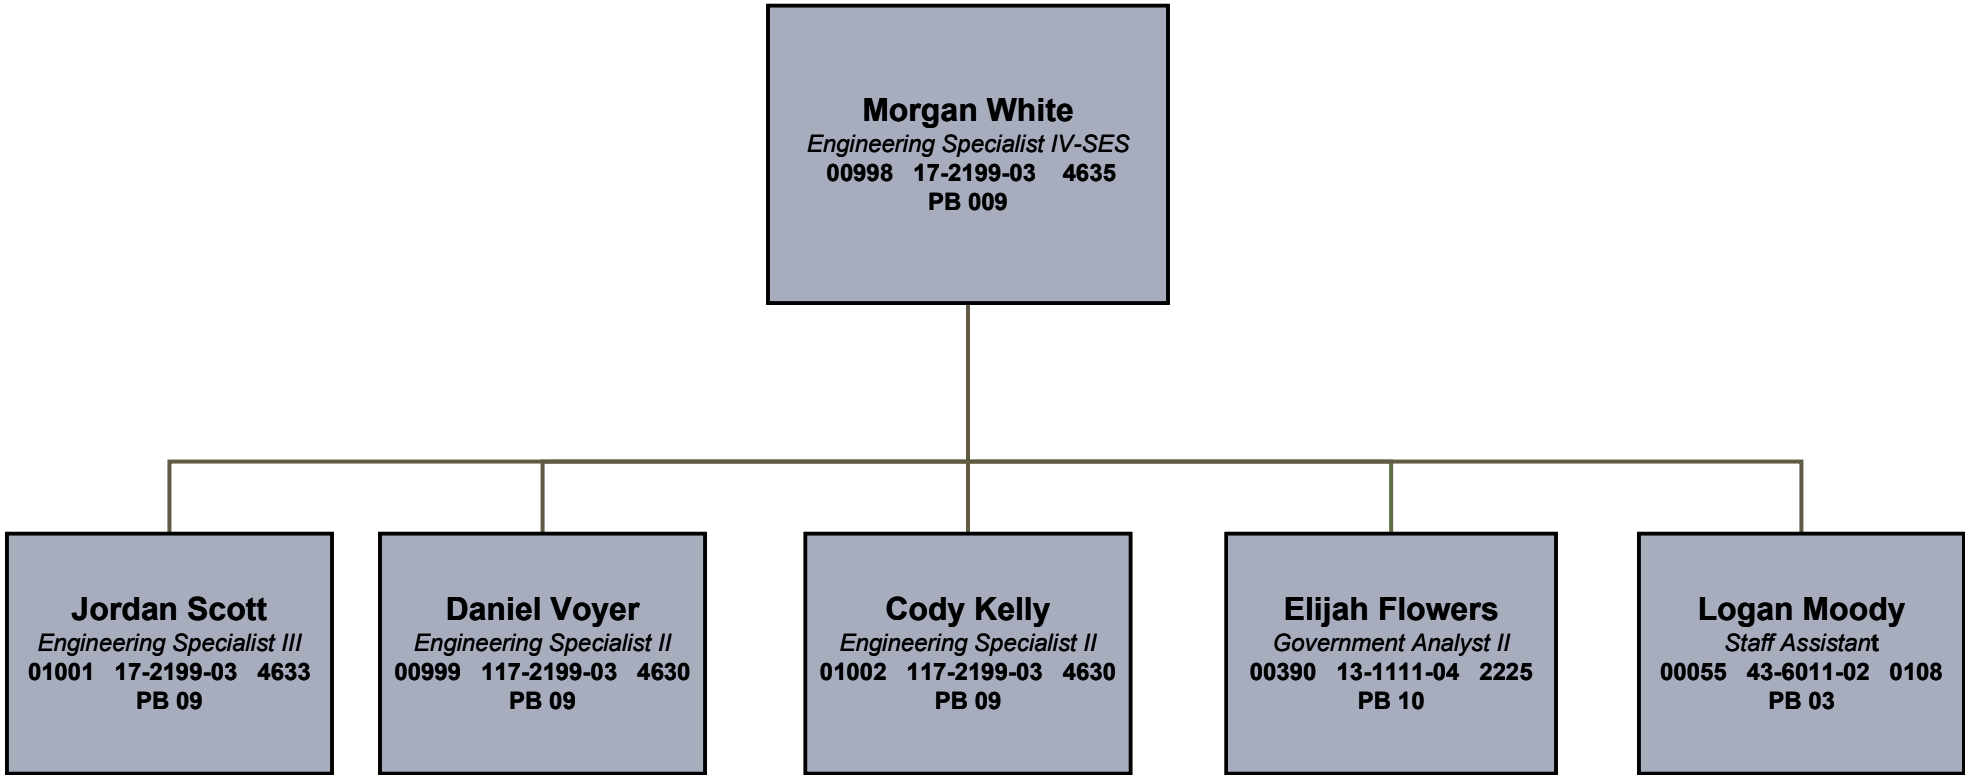 Morgan White
Engineering Specialist IV-SES
00998 17-2199-03 4635
PB 009
Jordan Scott
Engineering Specialist III
01001 17-2199-03 4633
PB 09
Daniel Voyer
Engineering Specialist II
00999 117-2199-03 4630
PB 09
Cody Kelly
Engineering Specialist II
01002 117-2199-03 4630
PB 09
Elijah Flowers
Government Analyst II
00390 13-1111-04 2225
PB 10
Logan Moody
Staff Assistant
00055 43-6011-02 0108
PB 03